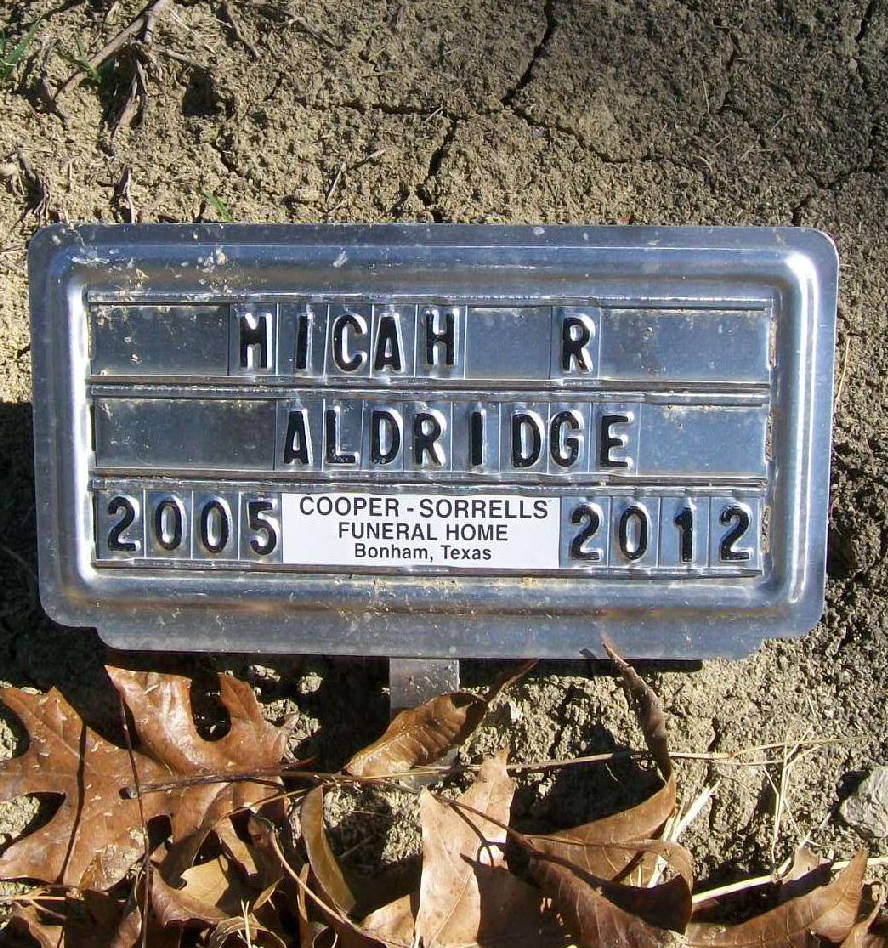 MICAH R
ALDRIDGE
2005 COOPER-SORRELLS 2012
FUNERAL HOME
Bonham, Texas